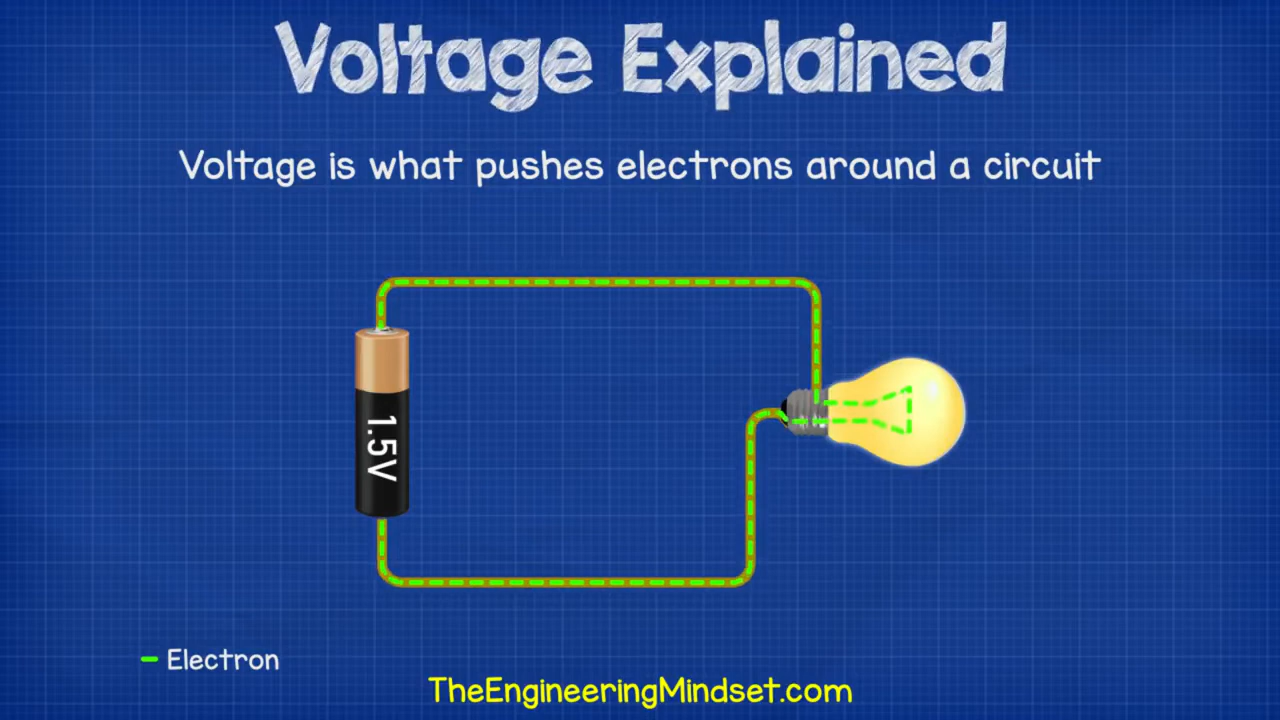 Voltage Explained
Voltage is what pushes electrons around a circuit
1.5V
Electron
TheEngineeringMindset.com